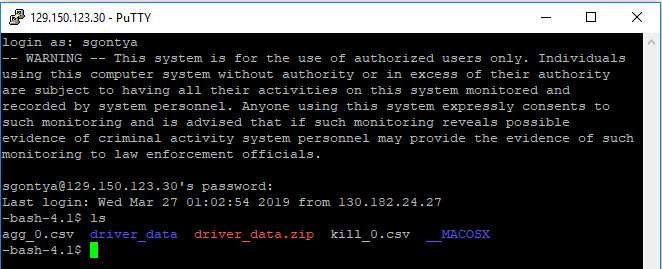 129.150.123.30 - PuTTY
login as: sgontya
-- WARNING -- This system is for the use of authorized users only. Individuals
using this computer system without authority or in excess of their authority
are subject to having all their activities on this system monitored and
recorded by system personnel. Anyone using this system expressly consents to
such monitoring and is advised that if such monitoring reveals possible
evidence of criminal activity system personnel may provide the evidence of such
monitoring to law enforcement officials.
sgontya@129.150.123.30's password:
Last login: Wed Mar 27 01:02:54 2019 from 130.182.24.27
-bash-4.1$ ls
agg_0.csv driver_data driver_data.zip kill_0.csv __MACOSX
-bash-4.1$